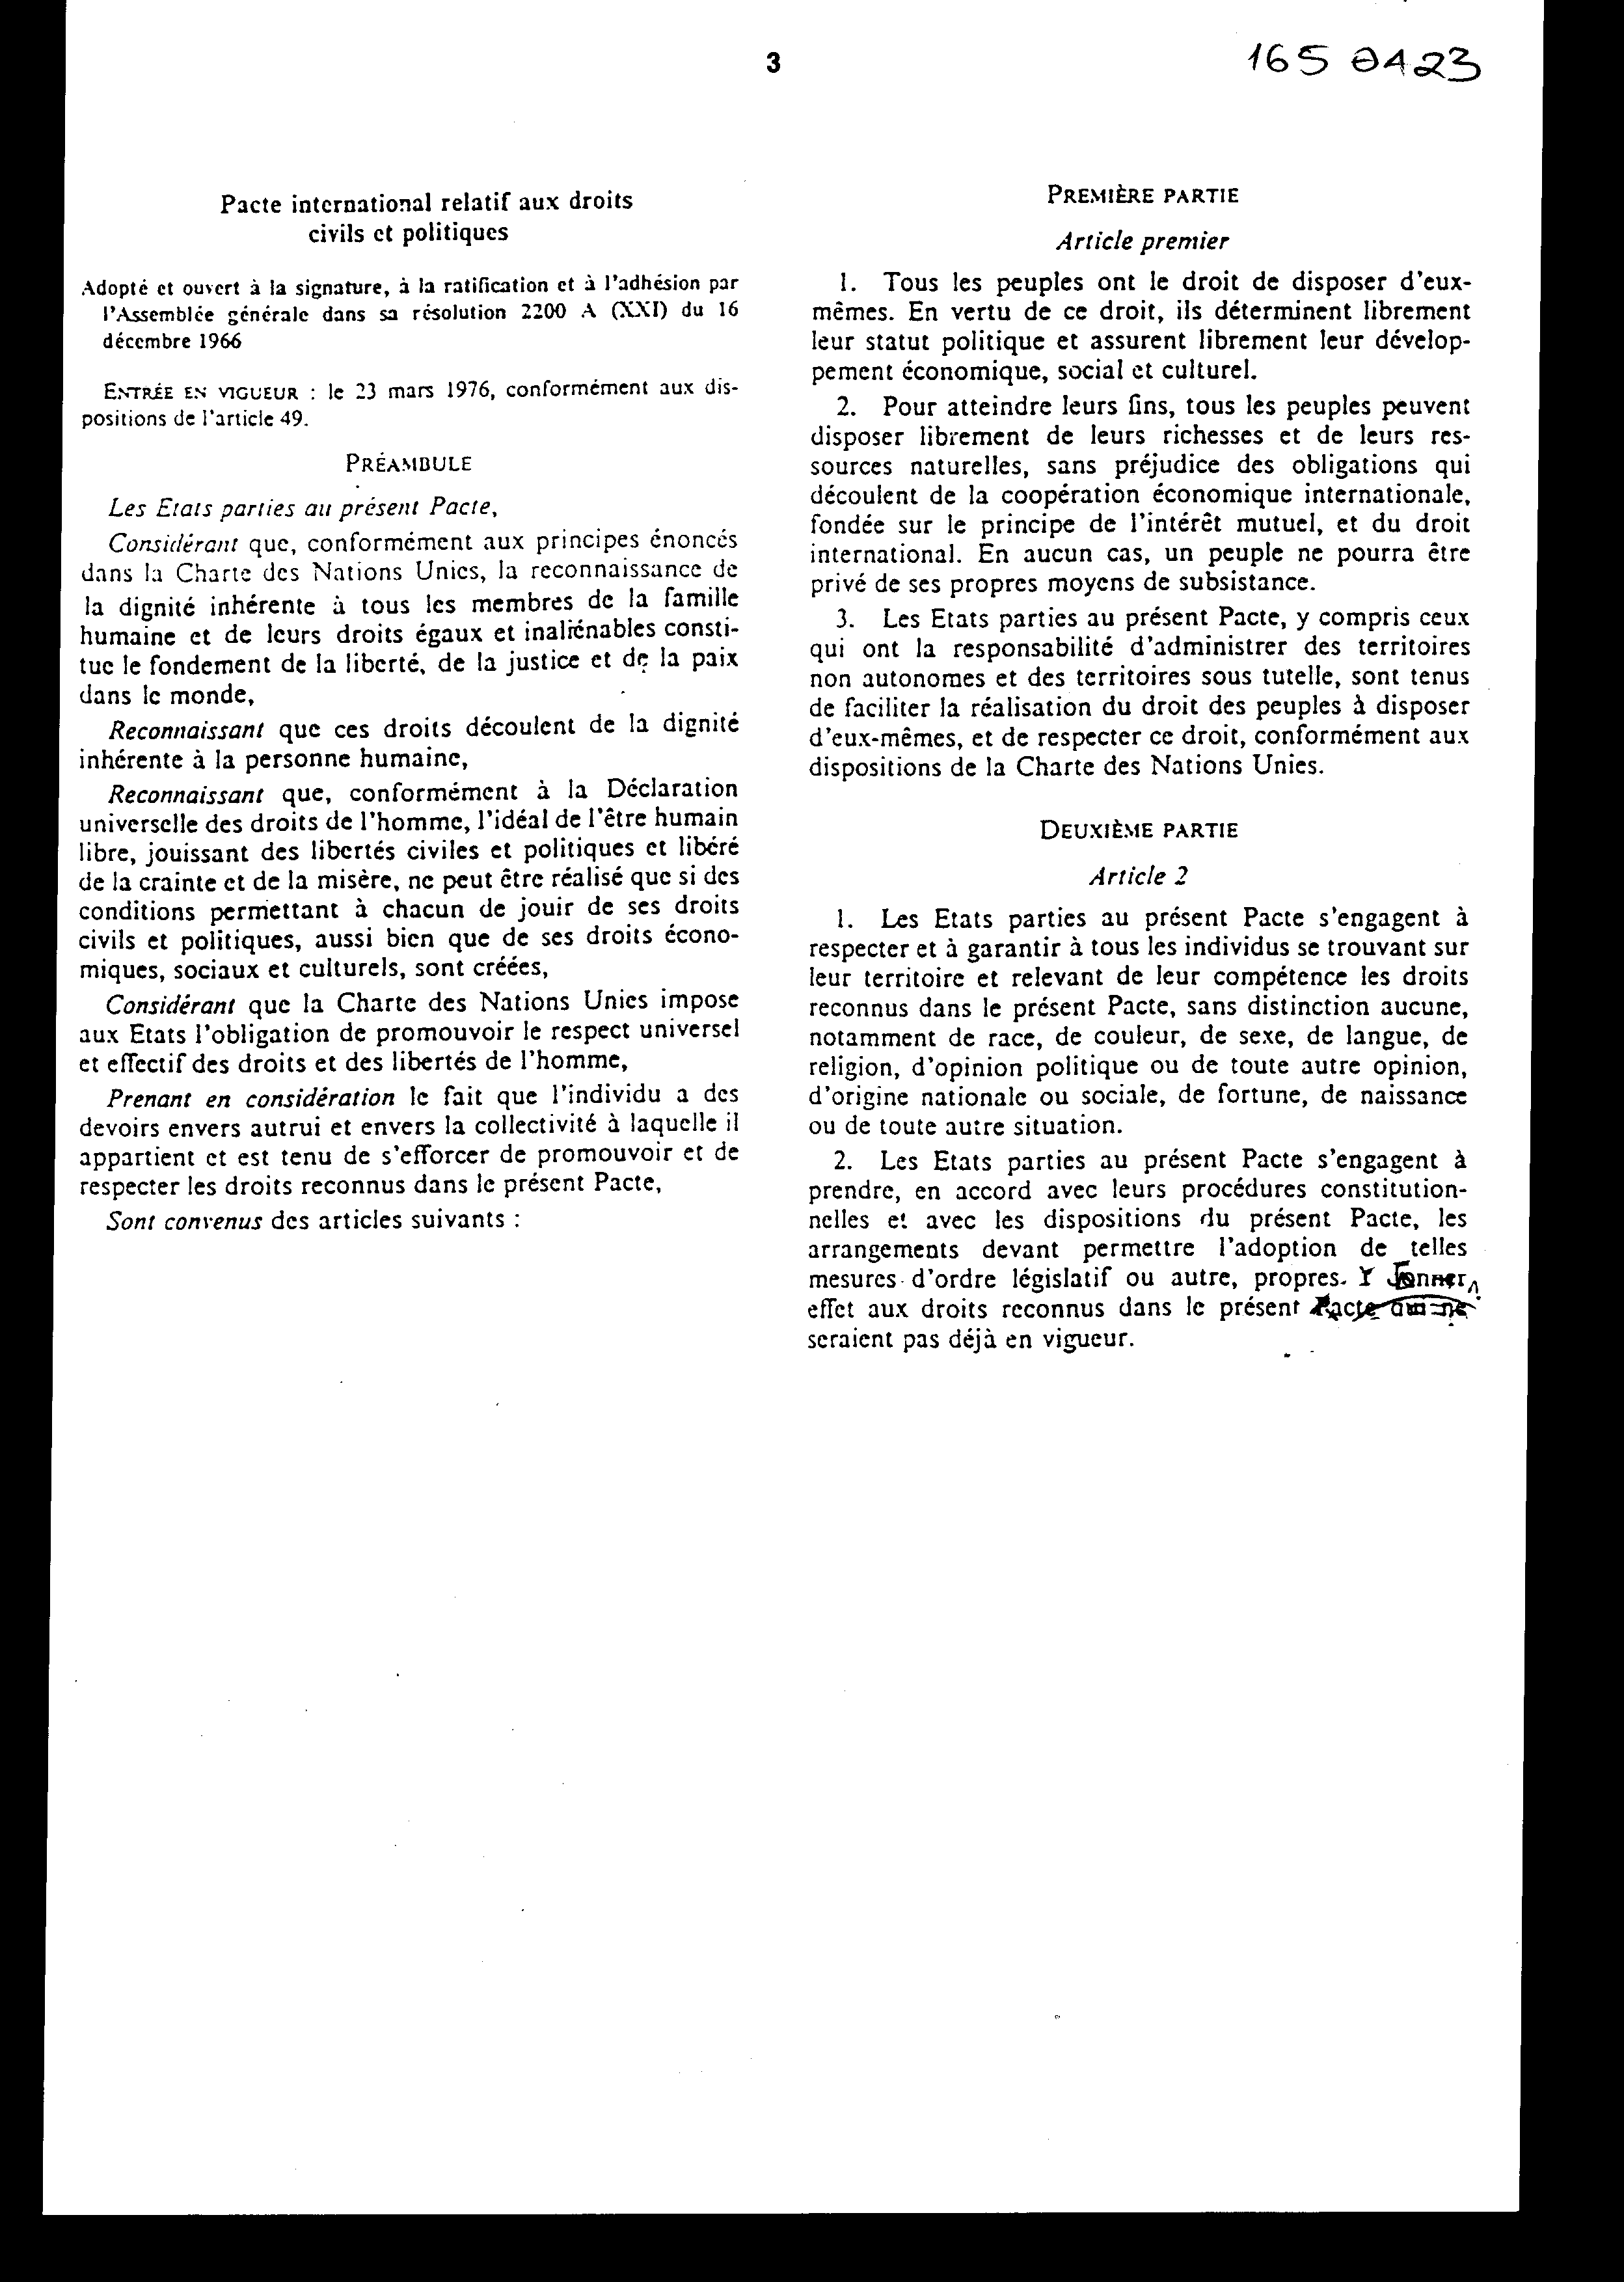 3
165 0423
Pacte international relatif aux droits
civils et politiques
Adopté et ouvert à la signature, à la ratification et à l'adhésion par
l'Assemblée générale dans sa résolution 2200 A (XXI) du 16
décembre 1966
ENTRÉE EN VIGUEUR : le 23 mars 1976, conformément aux dis-
positions de l'article 49.
PRÉAMBULE
Les Etats parties au présent Pacte,
Considérant que, conformément aux principes énoncés
dans la Charte des Nations Unies, la reconnaissance de
la dignité inhérente à tous les membres de la famille
humaine et de leurs droits égaux et inaliénables consti-
tue le fondement de la liberté, de la justice et de la paix
dans le monde,
Reconnaissant que ces droits découlent de la dignité
inhérente à la personne humaine,
Reconnaissant que, conformément à la Déclaration
universelle des droits de l'homme, l'idéal de l'être humain
libre, jouissant des libertés civiles et politiques et libéré
de la crainte et de la misère, ne peut être réalisé que si des
conditions permettant à chacun de jouir de ses droits
civils et politiques, aussi bien que de ses droits écono-
miques, sociaux et culturels, sont créées,
Considérant que la Charte des Nations Unies impose
aux Etats l'obligation de promouvoir le respect universel
et effectif des droits et des libertés de l'homme,
Prenant en considération le fait que l'individu a des
devoirs envers autrui et envers la collectivité à laquelle il
appartient et est tenu de s'efforcer de promouvoir et de
respecter les droits reconnus dans le présent Pacte,
Sont convenus des articles suivants :
PREMIÈRE PARTIE
Article premier
1. Tous les peuples ont le droit de disposer d'eux-
mêmes. En vertu de ce droit, ils déterminent librement
leur statut politique et assurent librement leur dévelop-
pement économique, social et culturel.
2. Pour atteindre leurs fins, tous les peuples peuvent
disposer librement de leurs richesses et de leurs res-
sources naturelles, sans préjudice des obligations qui
découlent de la coopération économique internationale,
fondée sur le principe de l'intérêt mutuel, et du droit
international. En aucun cas, un peuple ne pourra être
privé de ses propres moyens de subsistance.
3. Les Etats parties au présent Pacte, y compris ceux
qui ont la responsabilité d'administrer des territoires
non autonomes et des territoires sous tutelle, sont tenus
de faciliter la réalisation du droit des peuples à disposer
d'eux-mêmes, et de respecter ce droit, conformément aux
dispositions de la Charte des Nations Unies.
DEUXIÈME PARTIE
Article 2
1. Les Etats parties au présent Pacte s'engagent à
respecter et à garantir à tous les individus se trouvant sur
leur territoire et relevant de leur compétence les droits
reconnus dans le présent Pacte, sans distinction aucune,
notamment de race, de couleur, de sexe, de langue, de
religion, d'opinion politique ou de toute autre opinion,
d'origine nationale ou sociale, de fortune, de naissance
ou de toute autre situation.
2. Les Etats parties au présent Pacte s'engagent à
prendre, en accord avec leurs procédures constitution-
nelles et avec les dispositions du présent Pacte, les
arrangements devant permettre l'adoption de telles
mesures d'ordre législatif ou autre, propres
effet aux droits reconnus dans le présent Pacte
seraient pas déjà en vigueur.